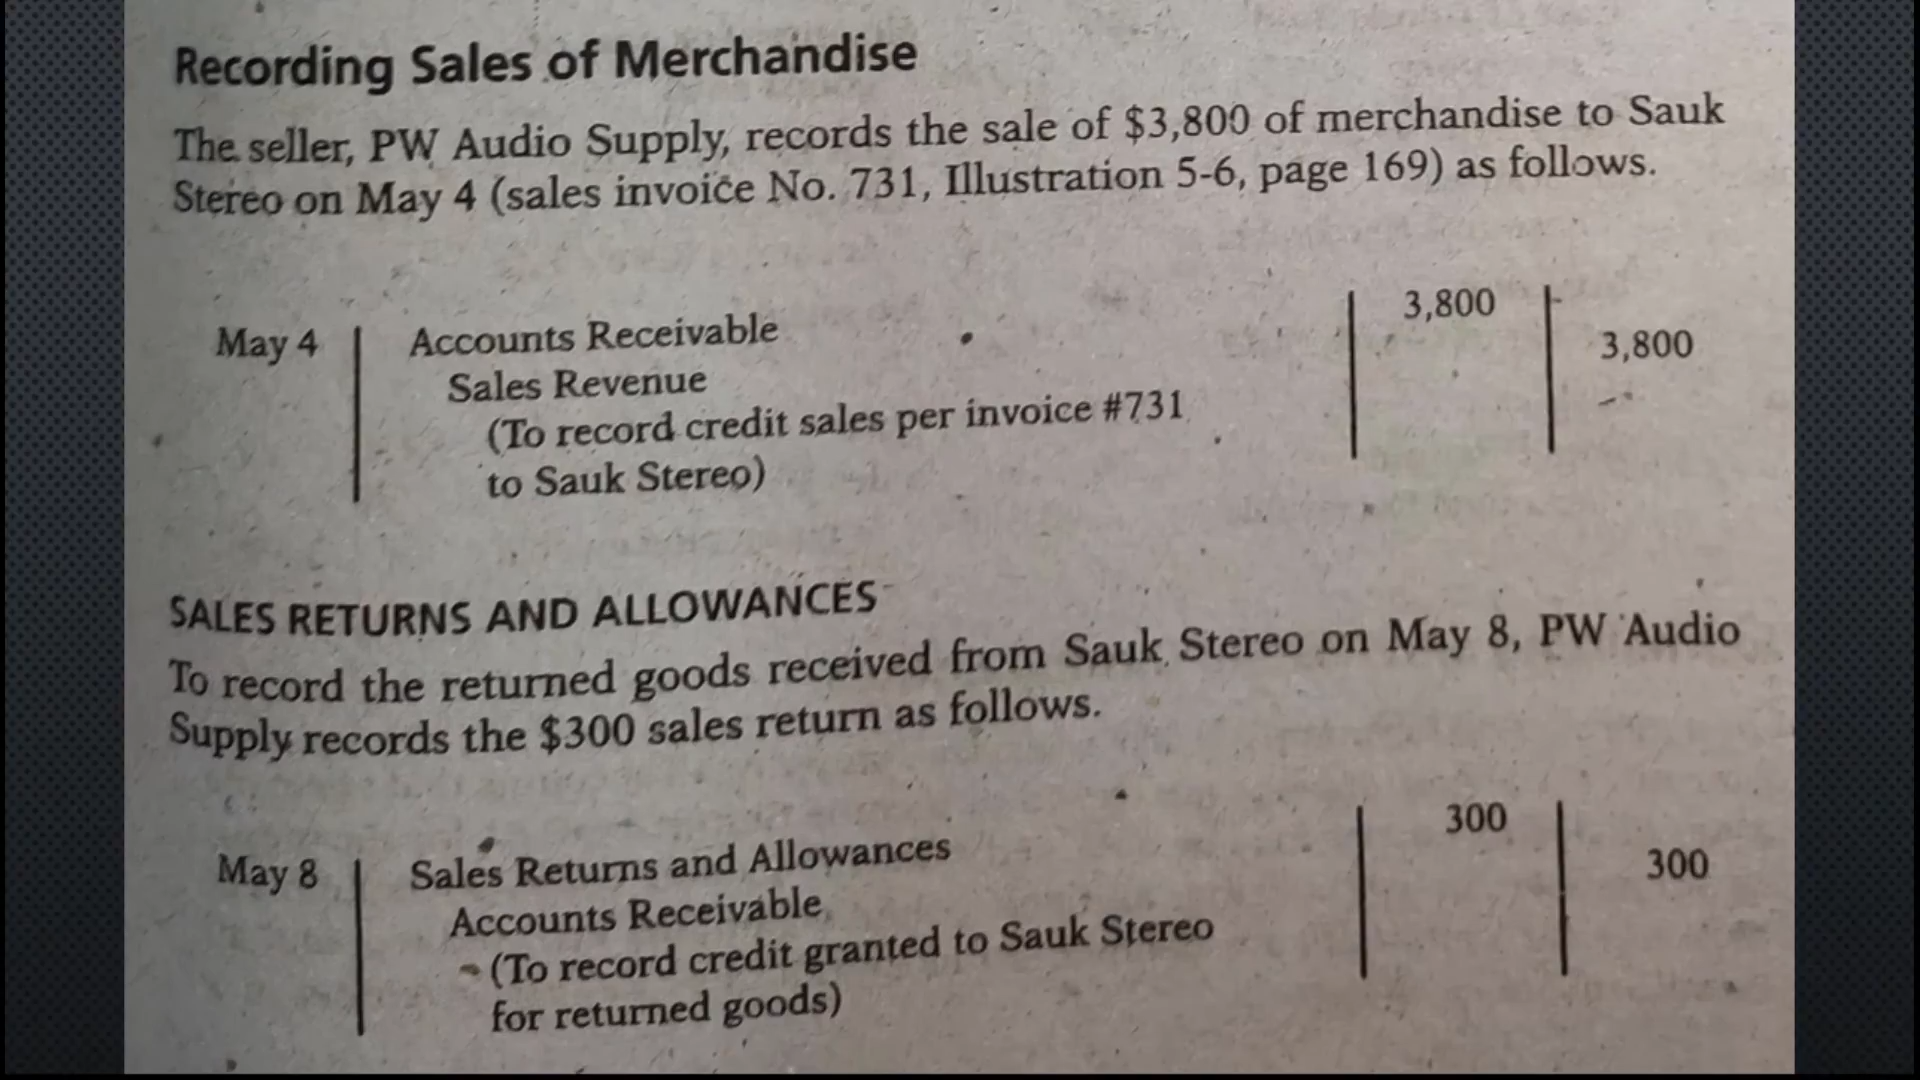 Recording Sales of Merchandise
The seller, PW Audio Supply, records the sale of $3,800 of merchandise to Sauk
Stereo on May 4 (sales invoice No. 731, Illustration 5-6, page 169) as follows.
May 4 Accounts Receivable 3,800
Sales Revenue 3,800
(To record credit sales per invoice #731
to Sauk Stereo)
SALES RETURNS AND ALLOWANCES
To record the returned goods received from Sauk Stereo on May 8, PW Audio
Supply records the $300 sales return as follows.
May 8 Sales Returns and Allowances 300
Accounts Receivable 300
(To record credit granted to Sauk Stereo
for returned goods)